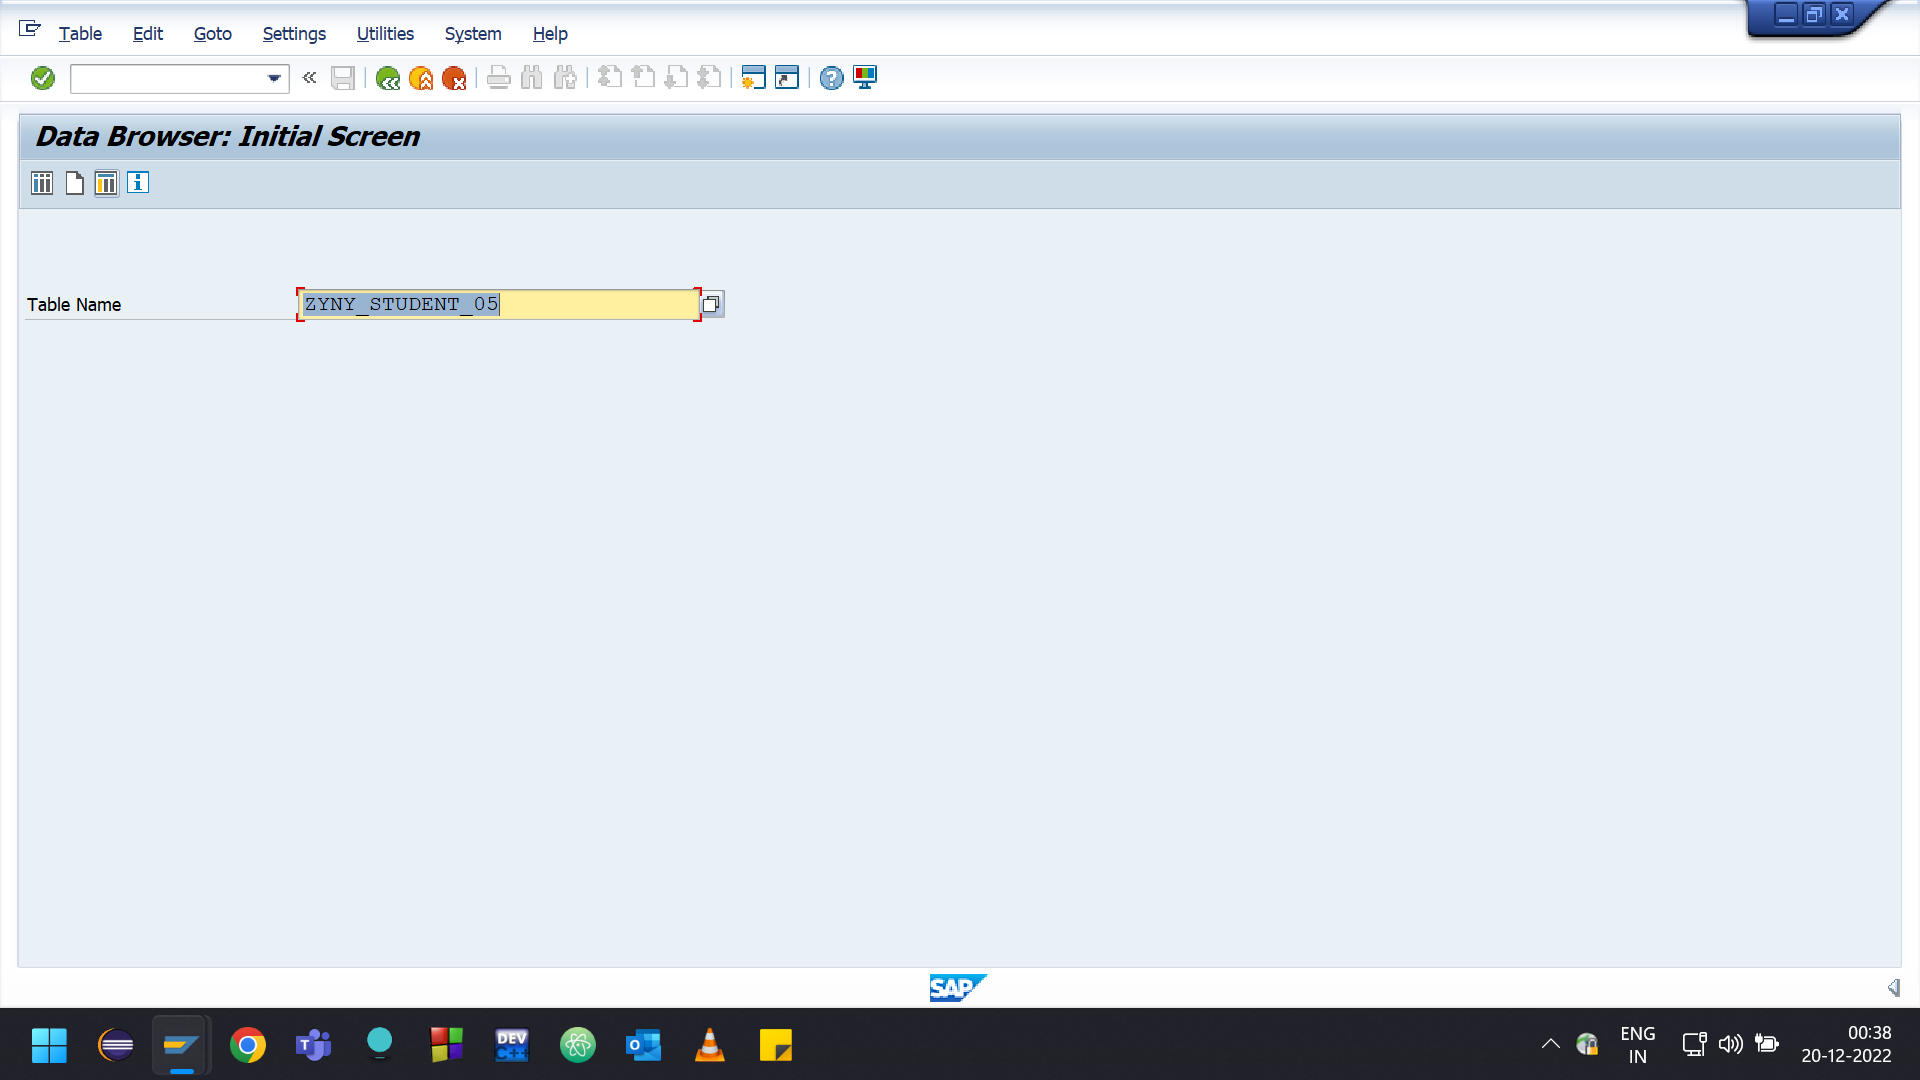 Table Edit Goto Settings Utilities System Help
Data Browser: Initial Screen
Table Name ZYNY_STUDENT_05
SAP
DEV C++
ENG
IN
00:38
20-12-2022